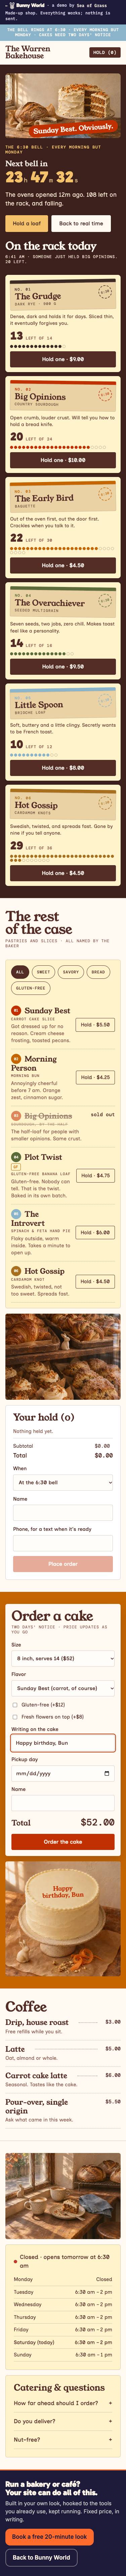 ← Bunny World · a demo by Sea of Grass
Made-up shop. Everything works; nothing is sent.
THE BELL RINGS AT 6:30 · EVERY MORNING BUT
MONDAY · CAKES NEED TWO DAYS' NOTICE
The Warren
Bakehouse
HOLD (0)
Sunday Best. Obviously.
THE 6:30 BELL · EVERY MORNING BUT
MONDAY
Next bell in
23h 47m 32s
The ovens opened 12m ago. 108 left on
the rack, and falling.
Hold a loaf
Back to real time
On the rack today
6:41 AM · SOMEONE JUST HELD BIG OPINIONS.
20 LEFT.
NO. 01
The Grudge
DARK RYE · 900 G
Dense, dark and holds it for days. Sliced thin,
it eventually forgives you.
13 LEFT OF 14
Hold one · $9.00
NO. 02
Big Opinions
COUNTRY SOURDOUGH
Open crumb, louder crust. Will tell you how to
hold a bread knife.
20 LEFT OF 24
Hold one · $10.00
NO. 03
The Early Bird
BAGUETTE
Out of the oven first, out the door first.
Crackles when you talk to it.
22 LEFT OF 30
Hold one · $4.50
NO. 04
The Overachiever
SEEDED MULTIGRAIN
Seven seeds, two jobs, zero chill. Makes toast
feel like a personality.
14 LEFT OF 16
Hold one · $9.50
NO. 05
Little Spoon
BRIOCHE LOAF
Soft, buttery and a little clingy. Secretly wants
to be French toast.
10 LEFT OF 12
Hold one · $8.00
NO. 06
Hot Gossip
CARDAMOM KNOTS
Swedish, twisted, and spreads fast. Gone by
nine if you tell anyone.
29 LEFT OF 36
Hold one · $4.50
The rest
of the case
PASTRIES AND SLICES · ALL NAMED BY THE
BAKER
ALL
SWEET
SAVORY
BREAD
GLUTEN-FREE
Sunday Best
CARROT CAKE SLICE
Got dressed up for no
reason. Cream cheese
frosting, toasted pecans.
Hold · $5.50
Morning
Person
MORNING BUN
Annoyingly cheerful
before 7 am. Orange
zest, cinnamon sugar.
Hold · $4.25
Big Opinions
The half-loaf for people with
smaller opinions. Same crust.
sold out
Plot Twist
GF
GLUTEN-FREE BANANA LOAF
Gluten-free. Nobody can
tell. That is the twist.
Baked in its own batch.
Hold · $4.75
The
Introvert
SPINACH & FETA HAND PIE
Flaky outside, warm
inside. Takes a minute to
open up.
Hold · $6.00
Hot Gossip
CARDAMOM KNOT
Swedish, twisted, not
too sweet. Spreads fast.
Hold · $4.50
Your hold (0)
Nothing held yet.
Subtotal $0.00
Total $0.00
When
At the 6:30 bell
Name
Phone, for a text when it's ready
Place order
Order a cake
TWO DAYS' NOTICE · PRICE UPDATES AS
YOU GO
Size
8 inch, serves 14 ($52)
Flavor
Sunday Best (carrot, of course)
Gluten-free (+$12)
Fresh flowers on top (+$8)
Writing on the cake
Happy birthday, Bun
Pickup day
mm/dd/yyyy
Name
Total $52.00
Order the cake
Happy
birthday, Bun
Coffee
Drip, house roast $3.00
Free refills while you sit.
Latte $5.00
Oat, almond or whole.
Carrot cake latte $6.00
Seasonal. Tastes like the cake.
Pour-over, single
origin $5.50
Ask what came in this week.
Closed · opens tomorrow at 6:30
am
Monday Closed
Tuesday 6:30 am – 2 pm
Wednesday 6:30 am – 2 pm
Thursday 6:30 am – 2 pm
Friday 6:30 am – 2 pm
Saturday (today) 6:30 am – 2 pm
Sunday 6:30 am – 1 pm
Catering & questions
How far ahead should I order? +
Do you deliver? +
Nut-free? +
Run a bakery or café?
Your site can do all of this.
Built in your own look, hooked to the tools
you already use, kept running. Fixed price, in
writing.
Book a free 20-minute look
Back to Bunny World